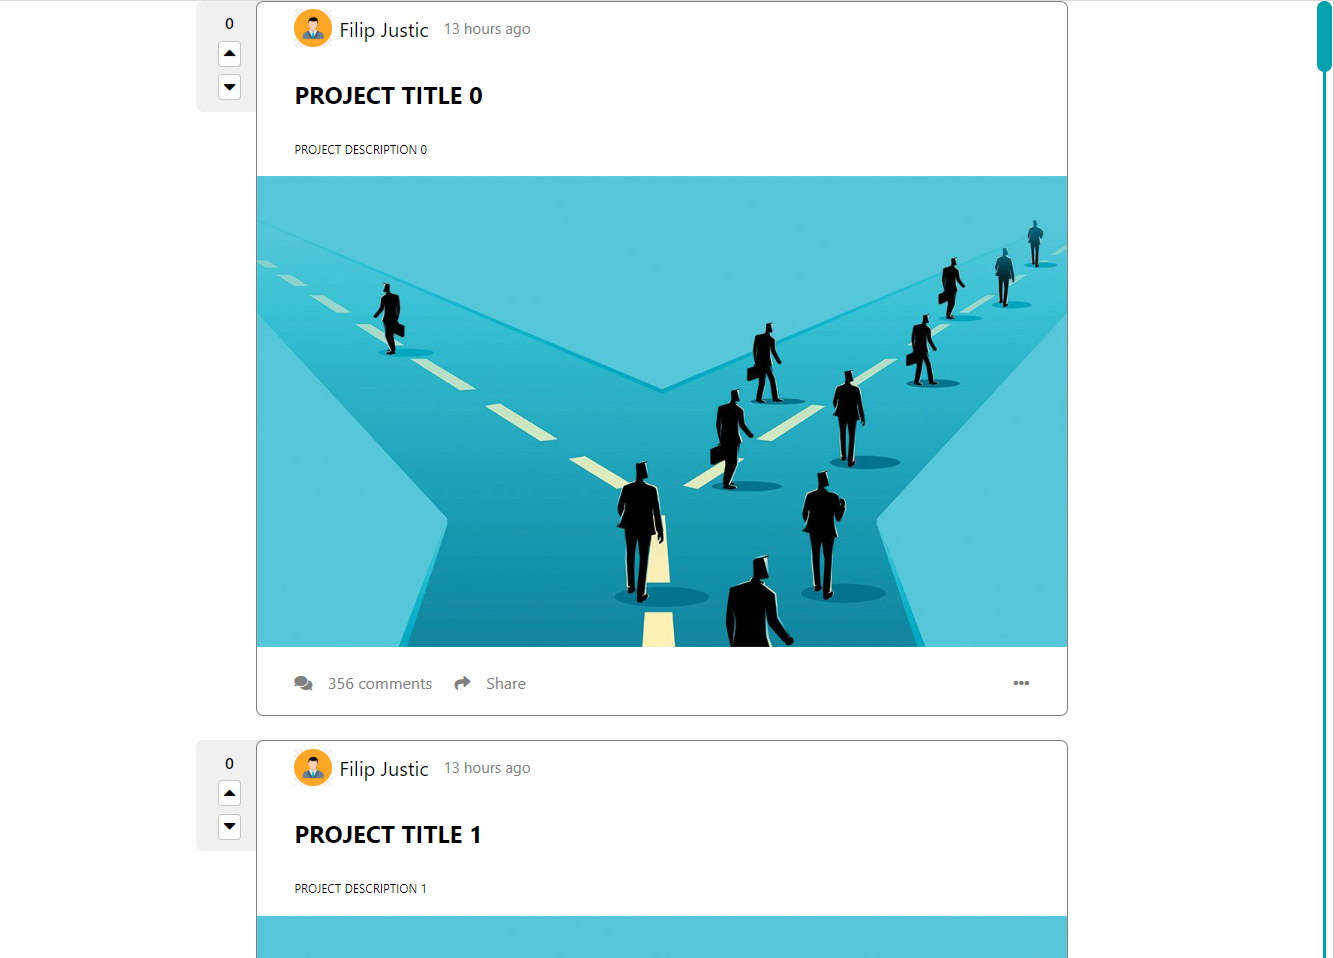 0
Filip Justic 13 hours ago
PROJECT TITLE 0
PROJECT DESCRIPTION 0
356 comments Share
0
Filip Justic 13 hours ago
PROJECT TITLE 1
PROJECT DESCRIPTION 1